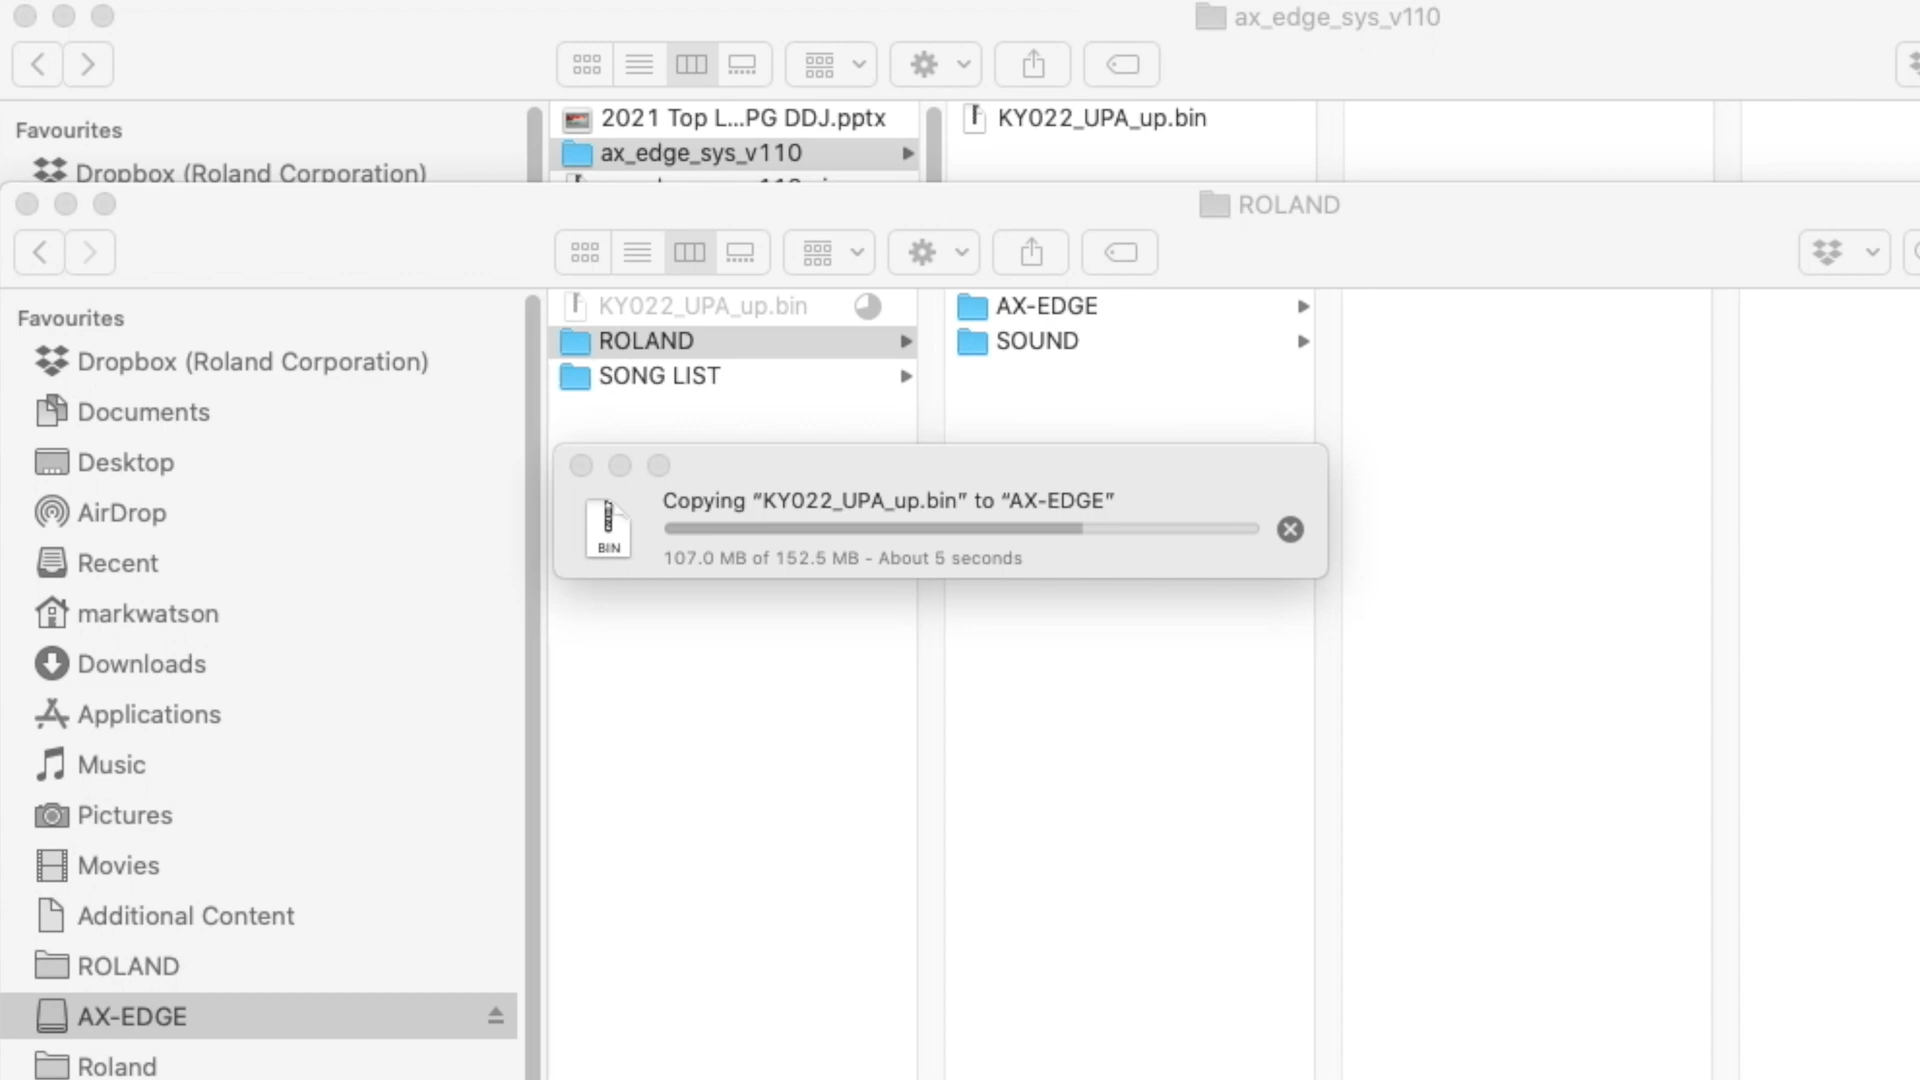 ax_edge_sys_v110
Favourites
Dropbox (Roland Corporation)
2021 Top L...PG DDJ.pptx
ax_edge_sys_v110
KY022_UPA_up.bin
ROLAND
Favourites
Dropbox (Roland Corporation)
Documents
Desktop
AirDrop
Recent
markwatson
Downloads
Applications
Music
Pictures
Movies
Additional Content
ROLAND
AX-EDGE
Roland
KY022_UPA_up.bin
ROLAND
SONG LIST
AX-EDGE
SOUND
Copying “KY022_UPA_up.bin” to “AX-EDGE”
BIN
107.0 MB of 152.5 MB - About 5 seconds